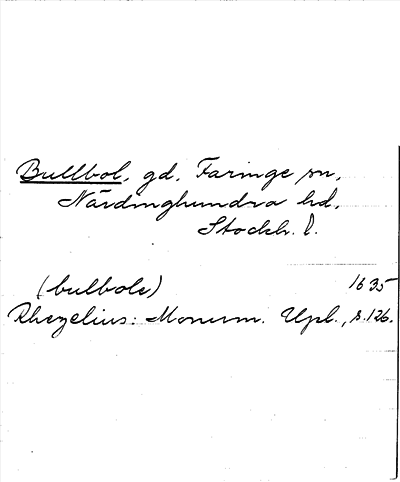 Bullbol, gd, Faringe sn,
Närdinghundra hd,
Stockh. l.
(bulbole) 1635
Rhezelius: Monum. Upl., s. 126.